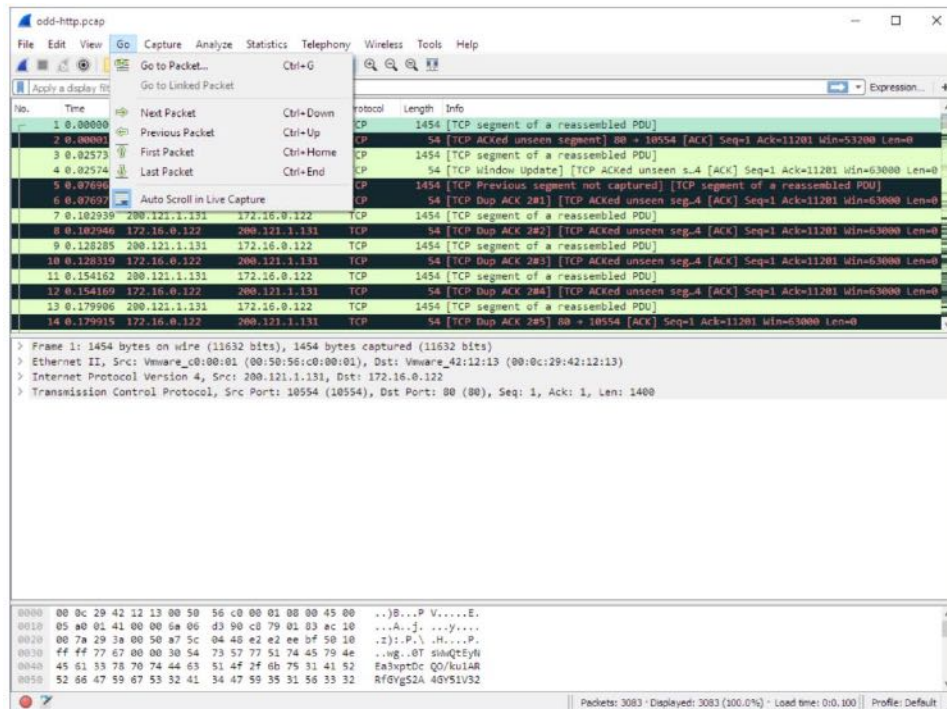 odd-http.pcap
File Edit View Go Capture Analyze Statistics Telephony Wireless Tools Help
Go to Packet... Ctrl+G
Go to Linked Packet
Next Packet Ctrl+Down
Previous Packet Ctrl+Up
First Packet Ctrl+Home
Last Packet Ctrl+End
Auto Scroll in Live Capture
Apply a display filt Expression... +
No. Time rotocol Length Info
1 0.00000 CP 1454 [TCP segment of a reassembled PDU]
2 0.00001 CP 54 [TCP ACKed unseen segment] 80 → 10554 [ACK] Seq=1 Ack=11201 Win=53200 Len=0
3 0.02573 CP 1454 [TCP segment of a reassembled PDU]
4 0.02574 CP 54 [TCP Window Update] [TCP ACKed unseen s…4 [ACK] Seq=1 Ack=11201 Win=63000 Len=0
5 0.07696 CP 1454 [TCP Previous segment not captured] [TCP segment of a reassembled PDU]
6 0.07697 CP 54 [TCP Dup ACK 2#1] [TCP ACKed unseen seg…4 [ACK] Seq=1 Ack=11201 Win=63000 Len=0
7 0.102939 200.121.1.131 172.16.0.122 TCP 1454 [TCP segment of a reassembled PDU]
8 0.102946 172.16.0.122 200.121.1.131 TCP 54 [TCP Dup ACK 2#2] [TCP ACKed unseen seg…4 [ACK] Seq=1 Ack=11201 Win=63000 Len=0
9 0.128285 200.121.1.131 172.16.0.122 TCP 1454 [TCP segment of a reassembled PDU]
10 0.128319 172.16.0.122 200.121.1.131 TCP 54 [TCP Dup ACK 2#3] [TCP ACKed unseen seg…4 [ACK] Seq=1 Ack=11201 Win=63000 Len=0
11 0.154162 200.121.1.131 172.16.0.122 TCP 1454 [TCP segment of a reassembled PDU]
12 0.154169 172.16.0.122 200.121.1.131 TCP 54 [TCP Dup ACK 2#4] [TCP ACKed unseen seg…4 [ACK] Seq=1 Ack=11201 Win=63000 Len=0
13 0.179906 200.121.1.131 172.16.0.122 TCP 1454 [TCP segment of a reassembled PDU]
14 0.179915 172.16.0.122 200.121.1.131 TCP 54 [TCP Dup ACK 2#5] 80 → 10554 [ACK] Seq=1 Ack=11201 Win=63000 Len=0
> Frame 1: 1454 bytes on wire (11632 bits), 1454 bytes captured (11632 bits)
> Ethernet II, Src: Vmware_c0:00:01 (00:50:56:c0:00:01), Dst: Vmware_42:12:13 (00:0c:29:42:12:13)
> Internet Protocol Version 4, Src: 200.121.1.131, Dst: 172.16.0.122
> Transmission Control Protocol, Src Port: 10554 (10554), Dst Port: 80 (80), Seq: 1, Ack: 1, Len: 1400
0000 00 0c 29 42 12 13 00 50 56 c0 00 01 08 00 45 00 ..)B...P V.....E.
0010 05 a0 01 41 00 00 6a 06 d3 90 c8 79 01 83 ac 10 ...A..j. ...y....
0020 00 7a 29 3a 00 50 a7 5c 04 48 e2 e2 ee bf 50 10 .z):.P.\ .H....P.
0030 ff ff 77 67 00 00 30 54 73 57 77 51 74 45 79 4e ..wg..0T sWwQtEyN
0040 45 61 33 78 70 74 44 63 51 4f 2f 6b 75 31 41 52 Ea3xptDc QO/ku1AR
0050 52 66 47 59 67 53 32 41 34 47 59 35 31 56 33 32 RfGYgS2A 4GY51V32
Packets: 3083 · Displayed: 3083 (100.0%) · Load time: 0:0.100 Profile: Default